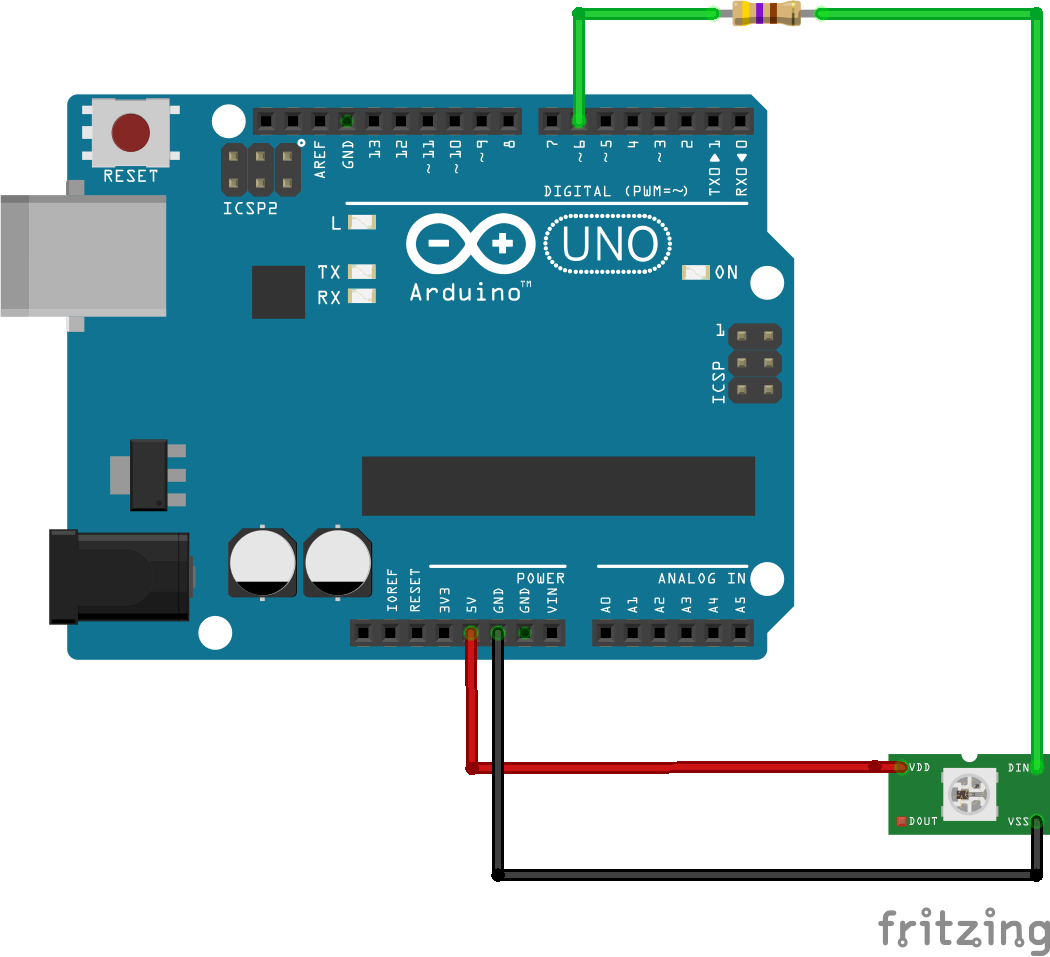 RESET
ICSP2
AREF
GND
13
12
~11
~10
~9
8
7
~6
~5
4
~3
2
TX0▶1
RX0◀0
DIGITAL (PWM=~)
L
TX
RX
UNO
Arduino™
ON
1
ICSP
IOREF
RESET
3V3
5V
GND
GND
VIN
POWER
ANALOG IN
A0
A1
A2
A3
A4
A5
VDD
DIN
DOUT
VSS
fritzing